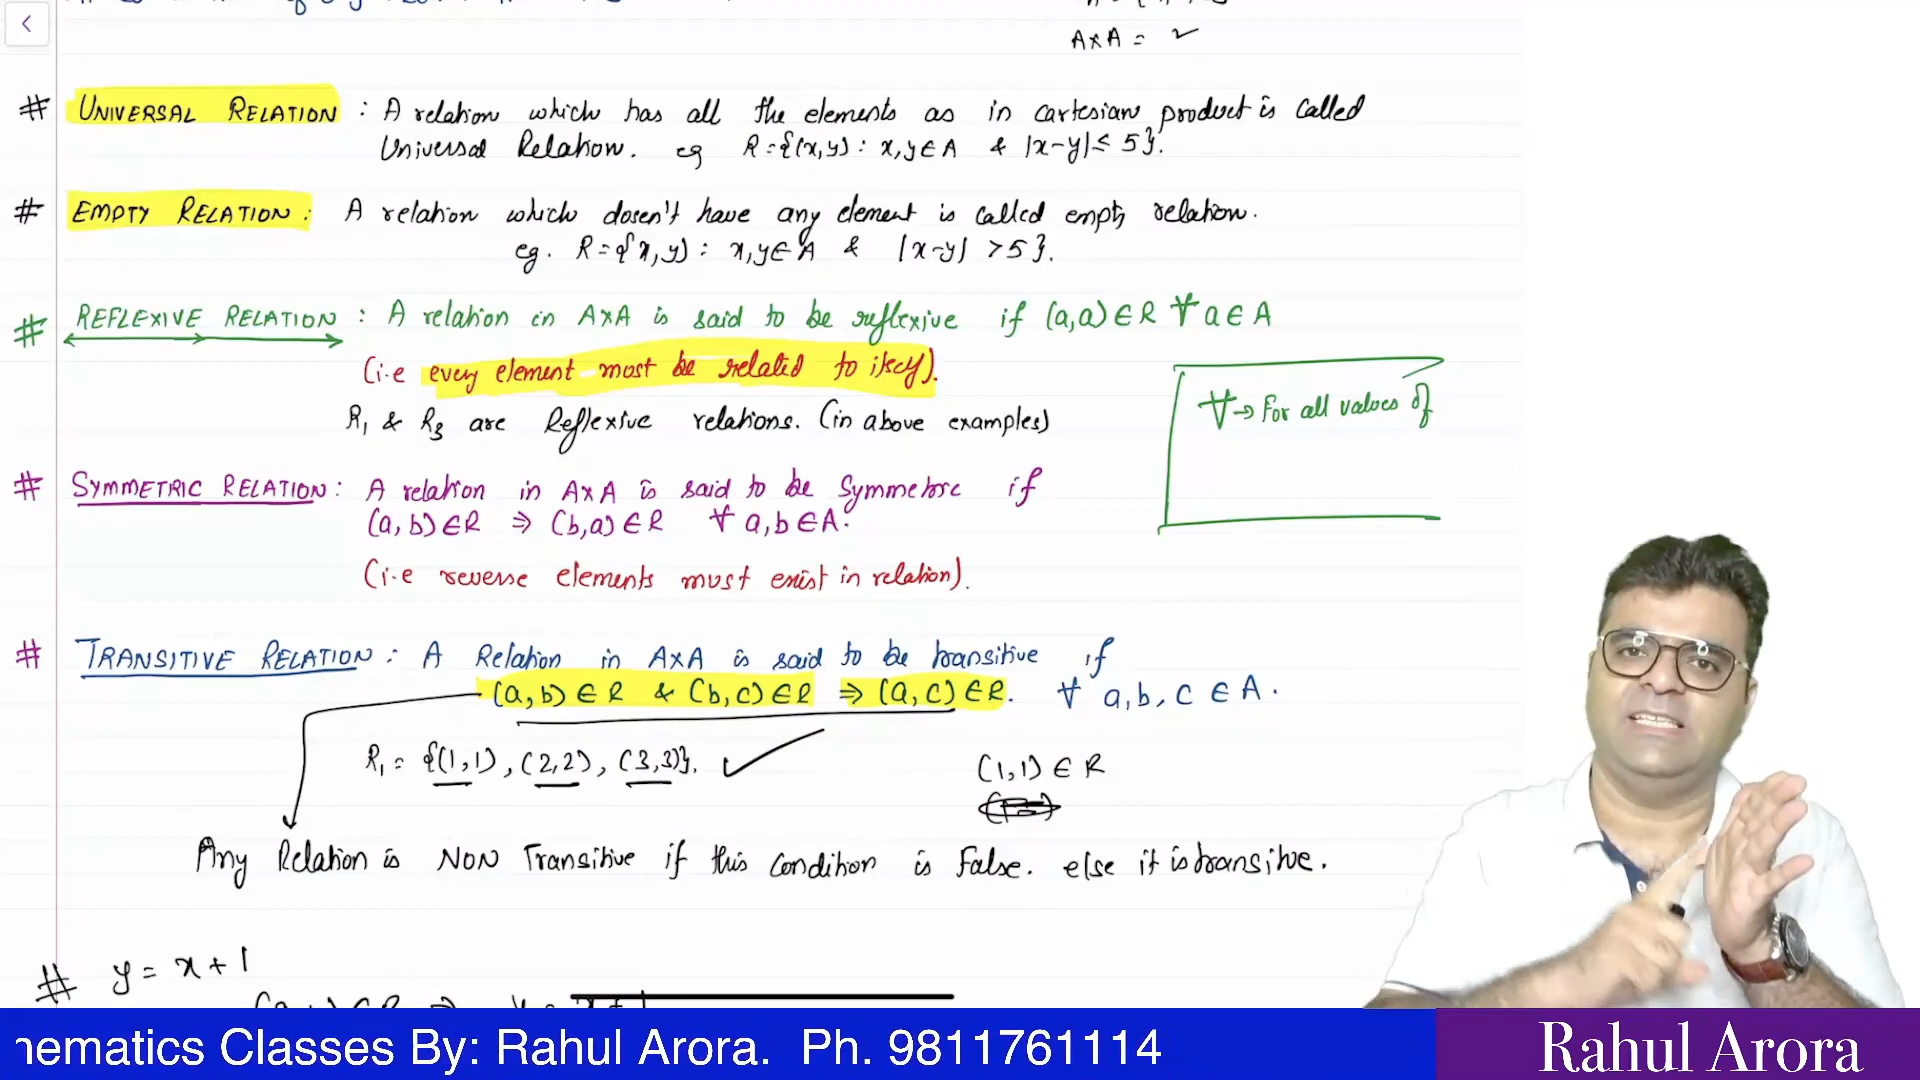 A×A =
# UNIVERSAL RELATION : A relation which has all the elements as in cartesian product is called
Universal Relation. eg R = {(x,y) : x,y ∈ A & |x-y| ≤ 5}.
# EMPTY RELATION : A relation which dosen't have any element is called empty relation.
eg. R = {x,y) : x,y ∈ A & |x-y| > 5}.
# REFLEXIVE RELATION : A relation in A×A is said to be reflexive if (a,a) ∈ R ∀ a ∈ A
(i.e every element must be related to itself).
∀ → For all values of
R₁ & R₃ are Reflexive relations. (in above examples)
# SYMMETRIC RELATION : A relation in A×A is said to be Symmetric if
(a,b) ∈ R ⇒ (b,a) ∈ R ∀ a,b ∈ A.
(i.e reverse elements must exist in relation).
# TRANSITIVE RELATION : A Relation in A×A is said to be transitive if
(a,b) ∈ R & (b,c) ∈ R ⇒ (a,c) ∈ R. ∀ a,b,c ∈ A.
R₁ = {(1,1), (2,2), (3,3)}. ✓
(1,1) ∈ R
Any Relation is NON Transitive if this condition is False. else it is transitive.
# y = x+1
hematics Classes By: Rahul Arora. Ph. 9811761114
Rahul Arora